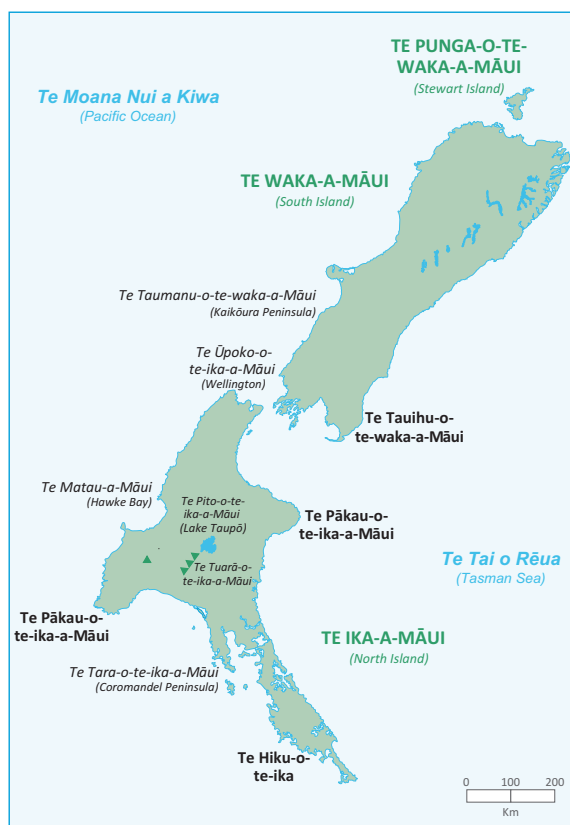 TE PUNGA-O-TE-
WAKA-A-MĀUI
(Stewart Island)
Te Moana Nui a Kiwa
(Pacific Ocean)
TE WAKA-A-MĀUI
(South Island)
Te Taumanu-o-te-waka-a-Māui
(Kaikōura Peninsula)
Te Ūpoko-o-
te-ika-a-Māui
(Wellington)
Te Tauihu-o-
te-waka-a-Māui
Te Matau-a-Māui
(Hawke Bay)
Te Pito-o-te-
ika-a-Māui
(Lake Taupō)
Te Pākau-o-
te-ika-a-Māui
Te Tuarā-o-
te-ika-a-Māui
Te Tai o Rēua
(Tasman Sea)
Te Pākau-o-
te-ika-a-Māui
TE IKA-A-MĀUI
(North Island)
Te Tara-o-te-ika-a-Māui
(Coromandel Peninsula)
Te Hiku-o-
te-ika
0 100 200
Km